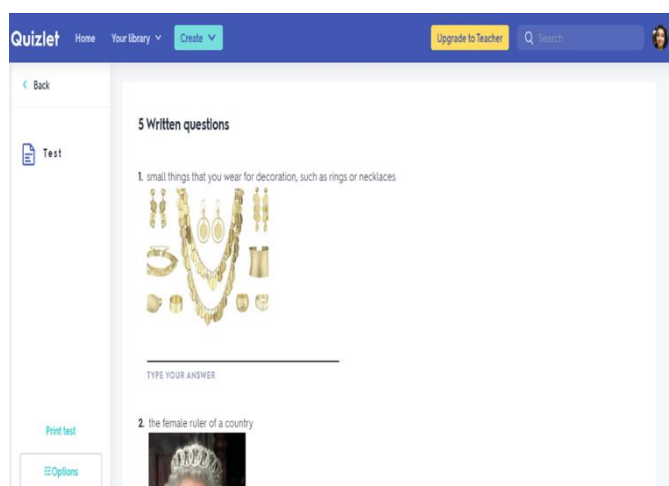 Quizlet Home Your library Create Upgrade to Teacher Search
Back
Test
5 Written questions
1. small things that you wear for decoration, such as rings or necklaces
TYPE YOUR ANSWER
2. the female ruler of a country
Print test
Options